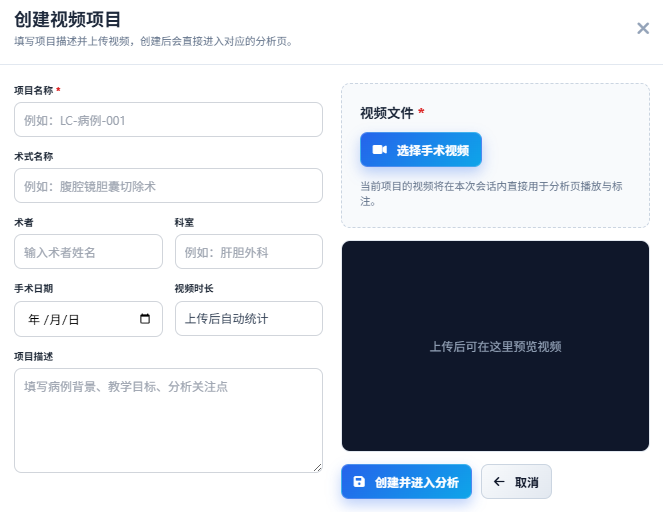 创建视频项目
填写项目描述并上传视频，创建后会直接进入对应的分析页。
项目名称 *
例如：LC-病例-001
术式名称
例如：腹腔镜胆囊切除术
术者
科室
输入术者姓名
例如：肝胆外科
手术日期
视频时长
年 /月/日
上传后自动统计
项目描述
填写病例背景、教学目标、分析关注点
视频文件 *
选择手术视频
当前项目的视频将在本次会话内直接用于分析页播放与标
注。
上传后可在这里预览视频
创建并进入分析
取消